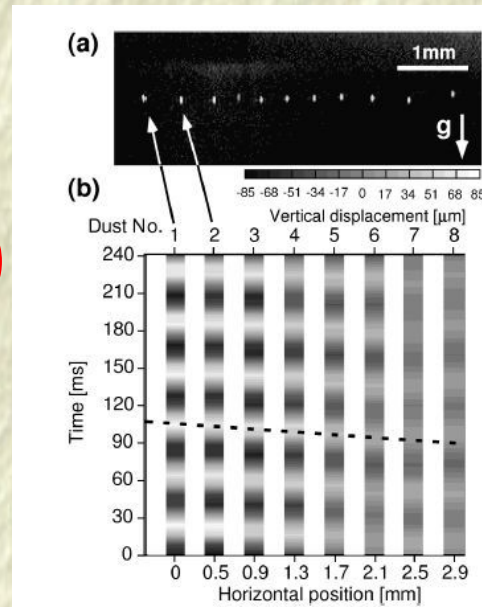 (a)
1mm
g
-85 -68 -51 -34 -17 0 17 34 51 68 85
(b)
Vertical displacement [μm]
Dust No. 1 2 3 4 5 6 7 8
240
210
180
150
120
90
60
30
0
Time [ms]
0 0.5 0.9 1.3 1.7 2.1 2.5 2.9
Horizontal position [mm]